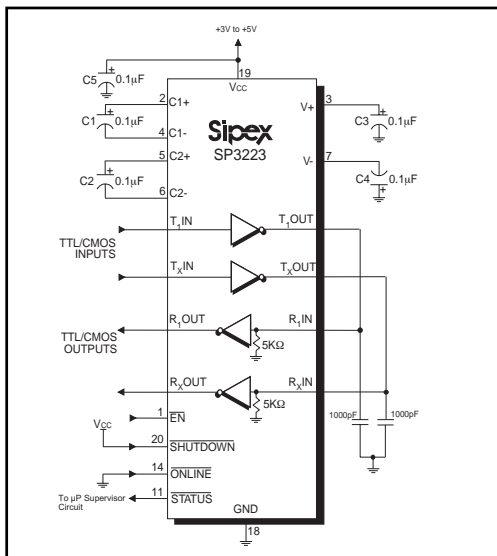 +3V to +5V
19
VCC
C5
+
0.1µF
2
C1+
C1
+
0.1µF
4
C1-
5
C2+
C2
+
0.1µF
6
C2-
Sipex
SP3223
3
V+
C3
+
0.1µF
7
V-
C4
0.1µF
+
TTL/CMOS
INPUTS
T1IN
T1OUT
TXIN
TXOUT
TTL/CMOS
OUTPUTS
R1OUT
R1IN
5KΩ
RXOUT
RXIN
5KΩ
1000pF
1000pF
1
EN
VCC
20
SHUTDOWN
14
ONLINE
To µP Supervisor
Circuit
11
STATUS
GND
18